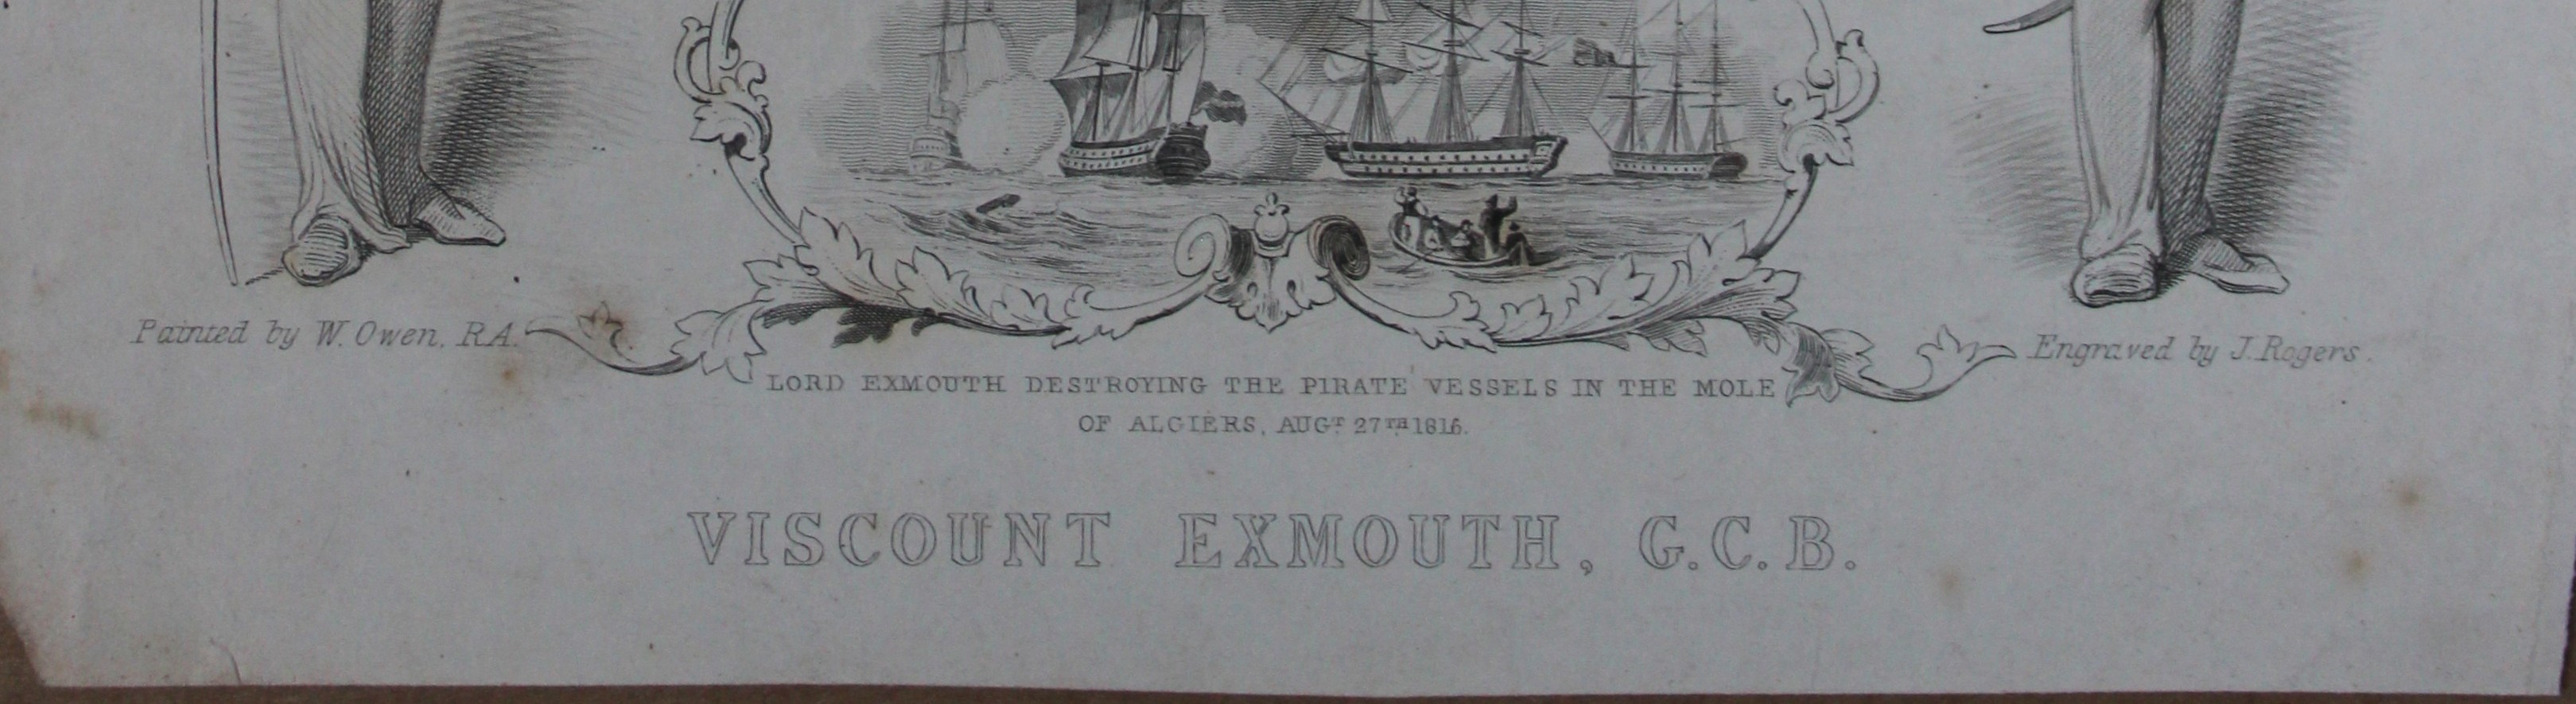 Painted by W. Owen, R.A.
Engraved by J. Rogers.
LORD EXMOUTH DESTROYING THE PIRATE VESSELS IN THE MOLE
OF ALGIERS, AUGT 27TH 1816.
VISCOUNT EXMOUTH, G.C.B.